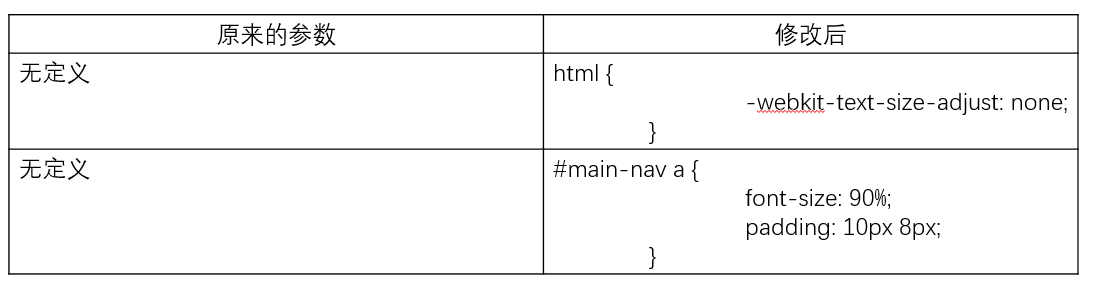 原来的参数 修改后
无定义 html {
-webkit-text-size-adjust: none;
}
无定义 #main-nav a {
font-size: 90%;
padding: 10px 8px;
}